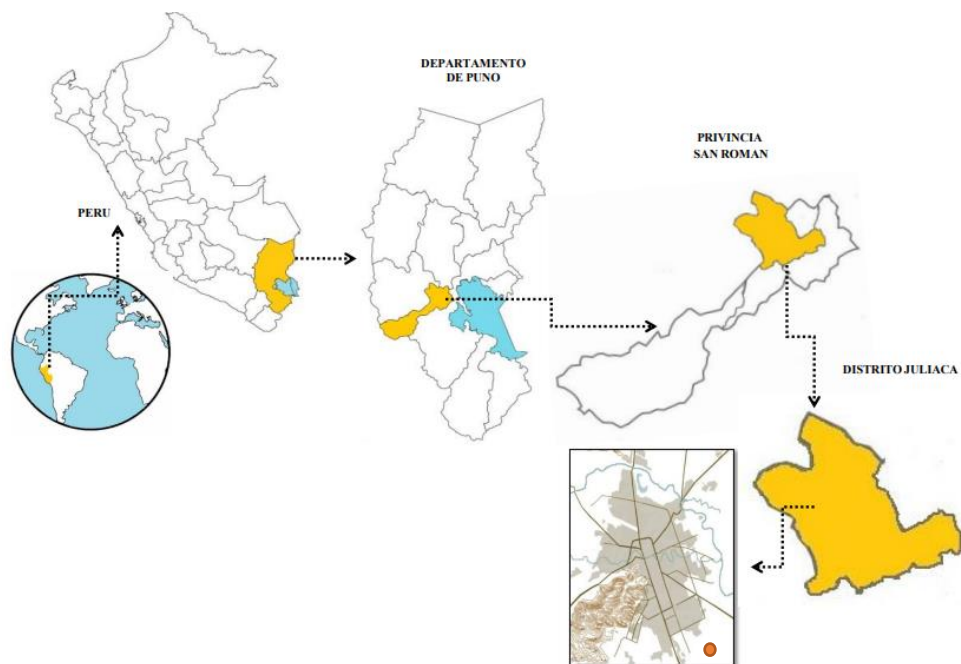 DEPARTAMENTO
DE PUNO
PRIVINCIA
SAN ROMAN
PERU
DISTRITO JULIACA